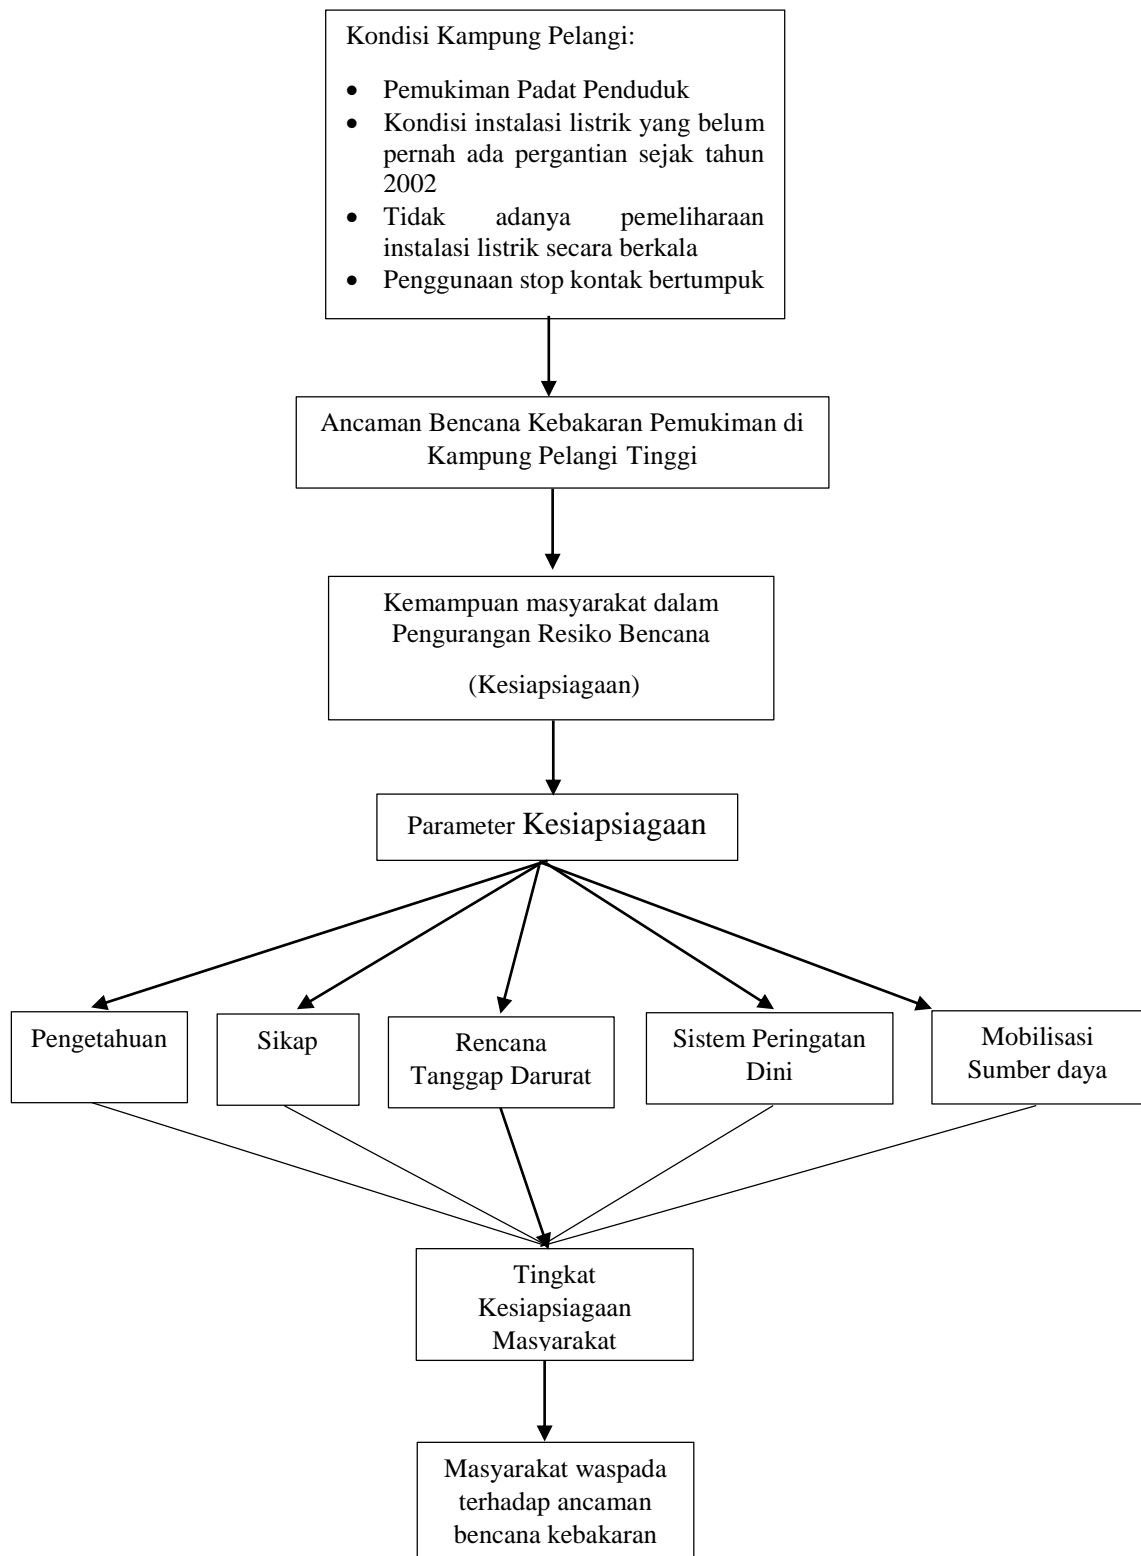 Kondisi Kampung Pelangi:
• Pemukiman Padat Penduduk
• Kondisi instalasi listrik yang belum
pernah ada pergantian sejak tahun
2002
• Tidak adanya pemeliharaan
instalasi listrik secara berkala
• Penggunaan stop kontak bertumpuk
Ancaman Bencana Kebakaran Pemukiman di
Kampung Pelangi Tinggi
Kemampuan masyarakat dalam
Pengurangan Resiko Bencana
(Kesiapsiagaan)
Parameter Kesiapsiagaan
Pengetahuan
Sikap
Rencana
Tanggap Darurat
Sistem Peringatan
Dini
Mobilisasi
Sumber daya
Tingkat
Kesiapsiagaan
Masyarakat
Masyarakat waspada
terhadap ancaman
bencana kebakaran